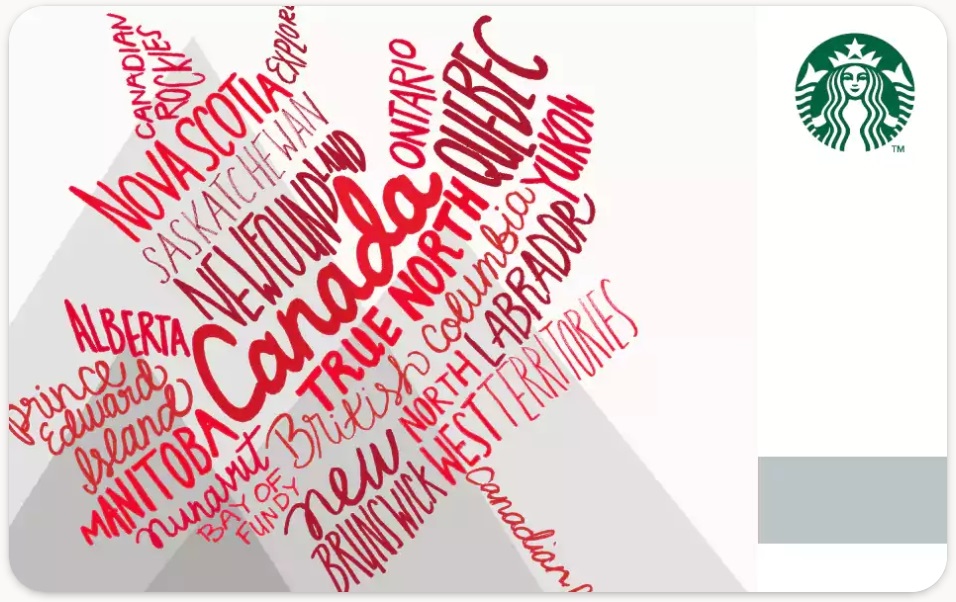 CANADIAN
ROCKIES
EXPLORE
NOVA SCOTIA
SASKATCHEWAN
NEWFOUNDLAND
ONTARIO
QUEBEC
YUKON
Canada
TRUE NORTH
British Columbia
LABRADOR
NORTH
WEST TERRITORIES
ALBERTA
prince
Edward
Island
MANITOBA
nunavut
BAY OF
FUNDY
new
BRUNSWICK
Canadian
TM